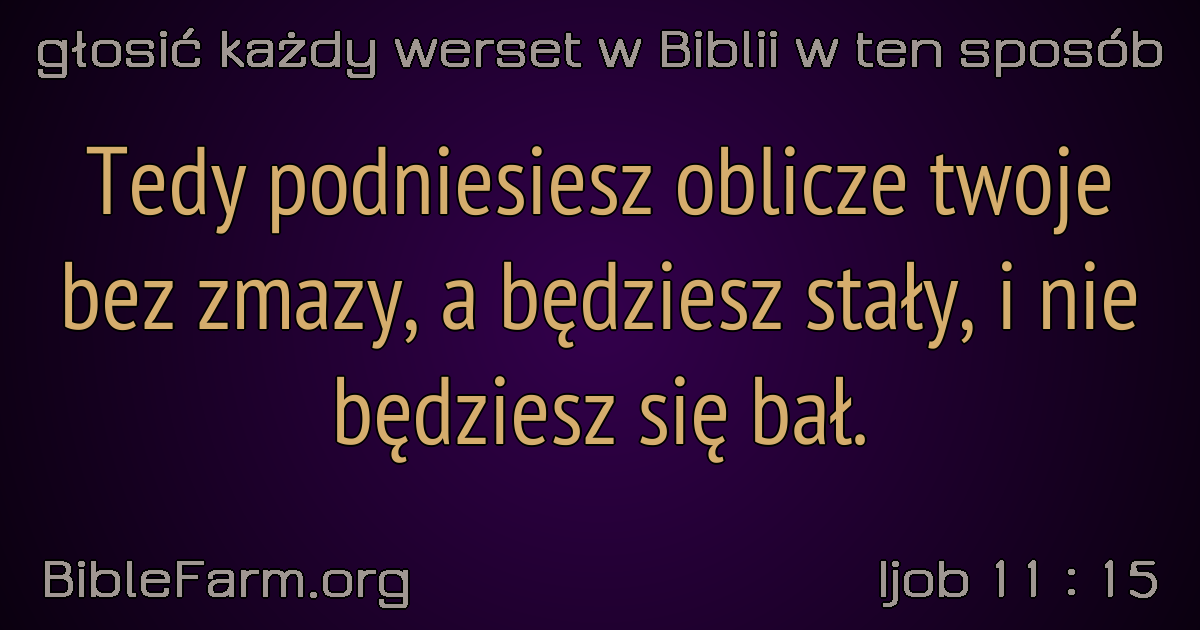 głosić każdy werset w Biblii w ten sposób
Tedy podniesiesz oblicze twoje
bez zmazy, a będziesz stały, i nie
będziesz się bał.
BibleFarm.org
Ijob 11 : 15